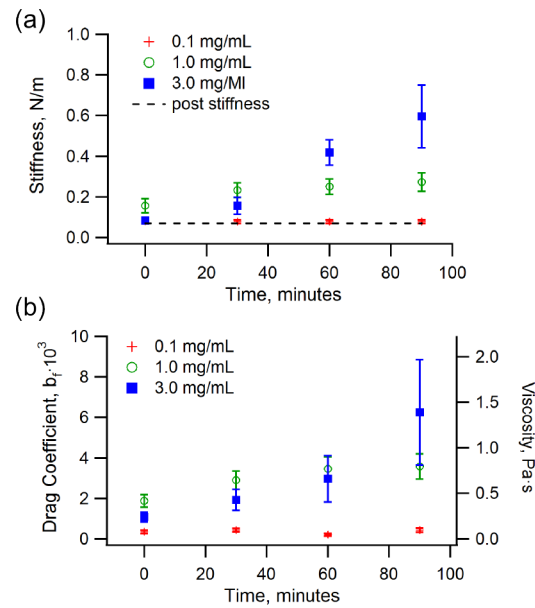 (a)
1.0
0.8
0.6
0.4
0.2
0.0
Stiffness, N/m
0.1 mg/mL
1.0 mg/mL
3.0 mg/Ml
post stiffness
0 20 40 60 80 100
Time, minutes
(b)
10
8
6
4
2
0
Drag Coefficient, b_f·10³
0.1 mg/mL
1.0 mg/mL
3.0 mg/mL
2.0
1.5
1.0
0.5
0.0
Viscosity, Pa·s
0 20 40 60 80 100
Time, minutes